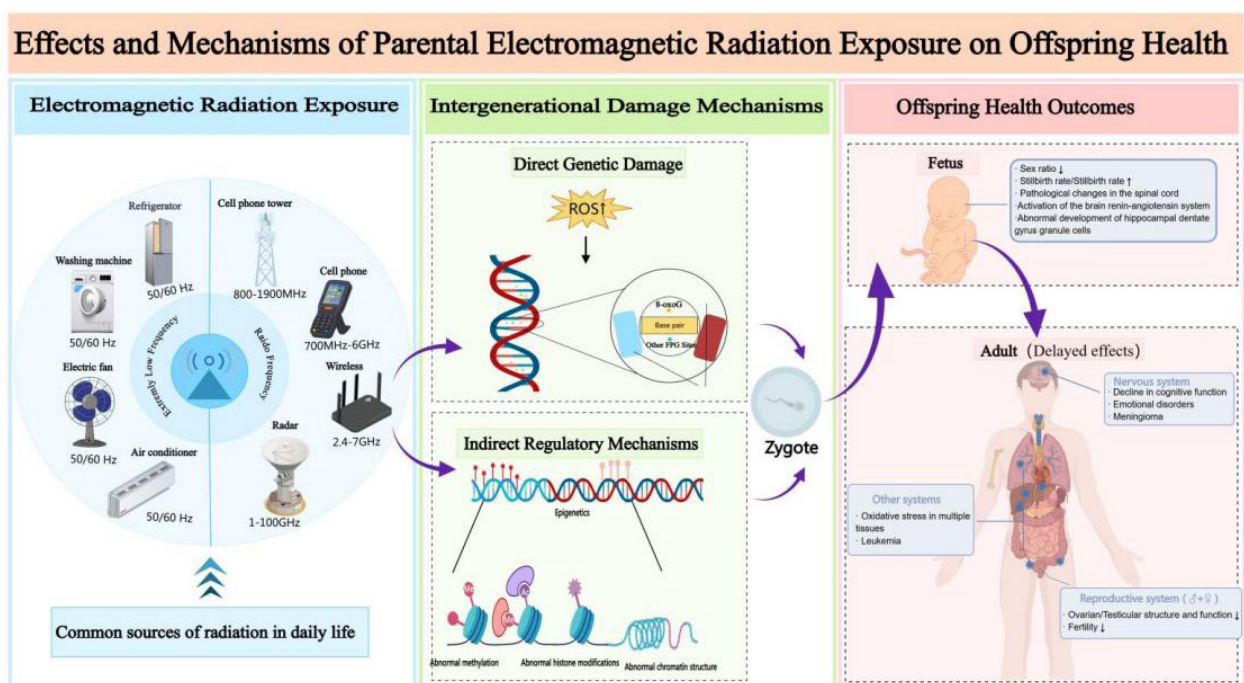 Effects and Mechanisms of Parental Electromagnetic Radiation Exposure on Offspring Health
Electromagnetic Radiation Exposure
Refrigerator
50/60 Hz
Cell phone tower
800-1900MHz
Washing machine
50/60 Hz
Cell phone
700MHz-6GHz
Extremly Low Frequency
Raido Frequency
Electric fan
50/60 Hz
Wireless
2.4-7GHz
Air conditioner
50/60 Hz
Radar
1-100GHz
Common sources of radiation in daily life
Intergenerational Damage Mechanisms
Direct Genetic Damage
ROS↑
8-oxoG
Base pair
Other FPG Sites
Indirect Regulatory Mechanisms
Epigenetics
Me
Me
Me
Abnormal methylation
Abnormal histone modifications
Abnormal chromatin structure
Zygote
Offspring Health Outcomes
Fetus
· Sex ratio ↓
· Stillbirth rate/Stillbirth rate ↑
· Pathological changes in the spinal cord
·Activation of the brain renin-angiotensin system
·Abnormal development of hippocampal dentate
gyrus granule cells
Adult (Delayed effects)
Nervous system
· Decline in cognitive function
· Emotional disorders
· Meningioma
Other systems
· Oxidative stress in multiple
tissues
· Leukemia
Reproductive system (♂+♀)
· Ovarian/Testicular structure and function ↓
· Fertility ↓